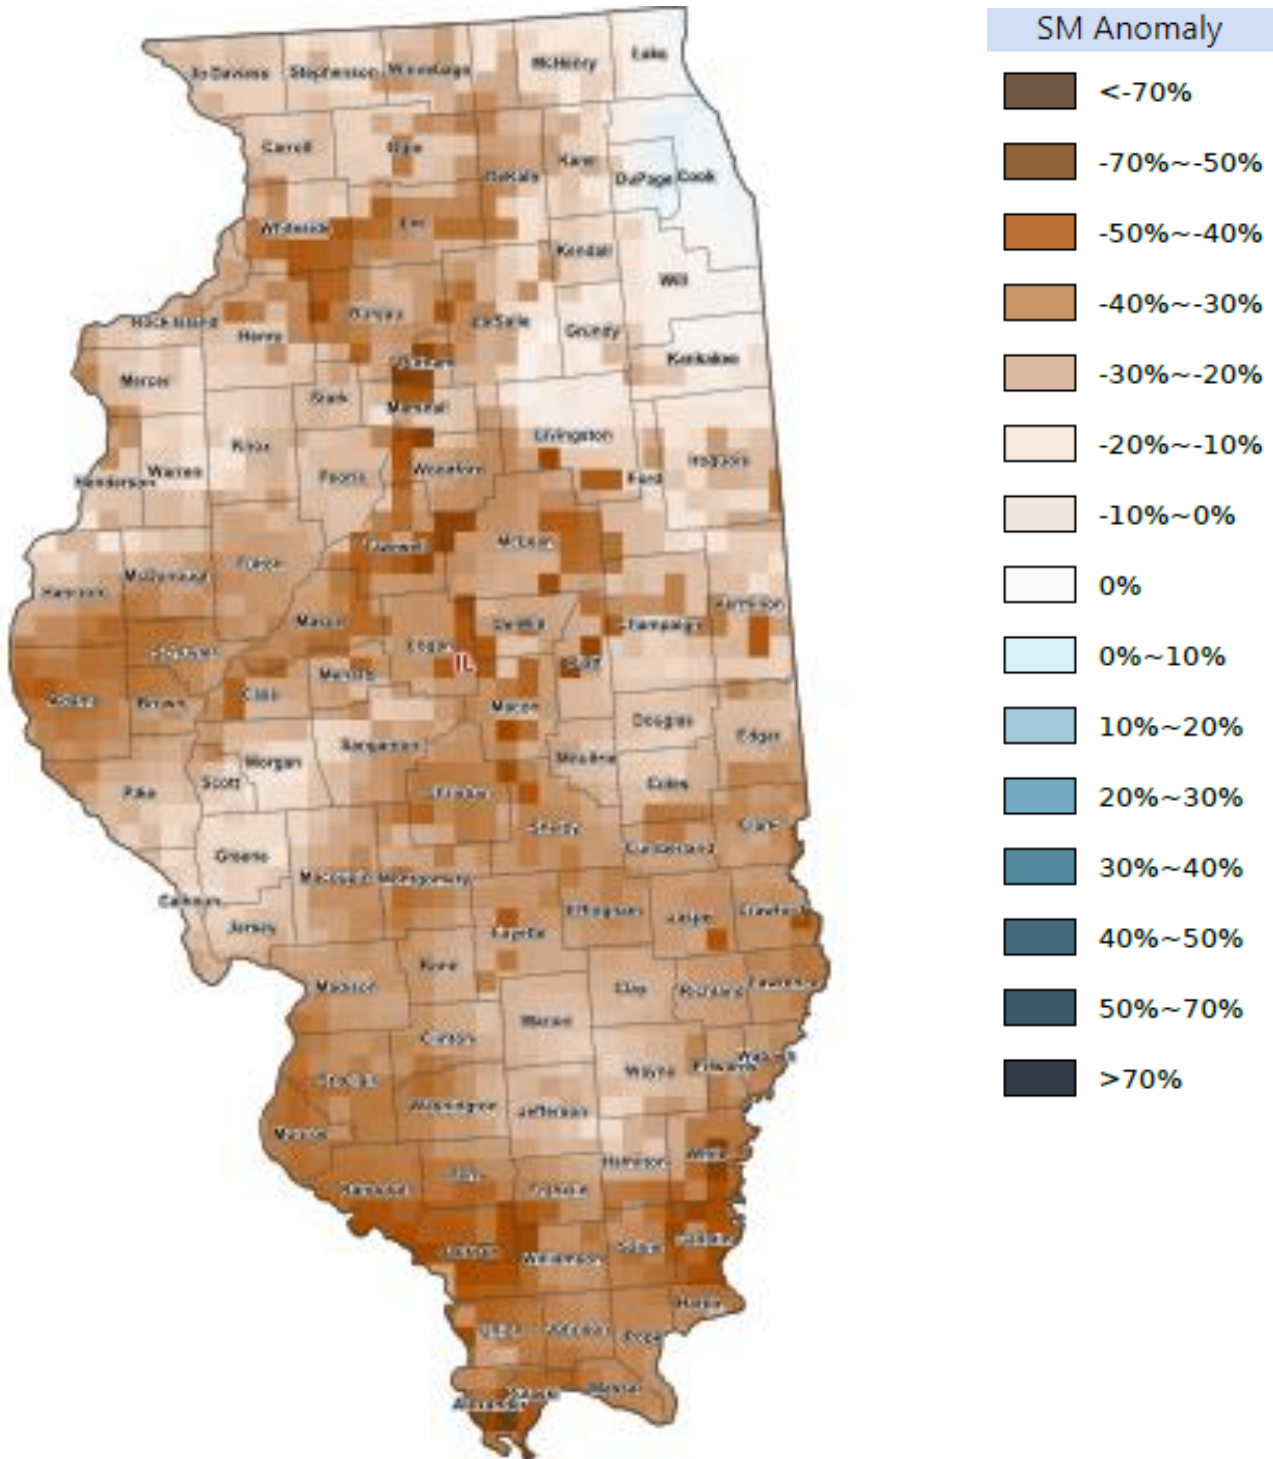 SM Anomaly
<-70%
-70%~-50%
-50%~-40%
-40%~-30%
-30%~-20%
-20%~-10%
-10%~0%
0%
0%~10%
10%~20%
20%~30%
30%~40%
40%~50%
50%~70%
>70%
Lake
McHenry
Jo Daviess
Stephenson
Winnebago
Carroll
Ogle
Kane
DeKalb
DuPage
Cook
Whiteside
Lee
Kendall
Will
Bureau
Rock Island
LaSalle
Henry
Grundy
Putnam
Kankakee
Mercer
Stark
Marshall
Livingston
Knox
Iroquois
Warren
Woodford
Peoria
Ford
Henderson
McLean
Tazewell
Fulton
McDonough
Hancock
Vermilion
Mason
DeWitt
Champaign
Logan
Schuyler
IL
Piatt
Menard
Cass
Adams
Brown
Macon
Douglas
Edgar
Sangamon
Moultrie
Morgan
Scott
Coles
Pike
Christian
Shelby
Clark
Cumberland
Greene
Macoupin
Montgomery
Calhoun
Effingham
Jasper
Crawford
Jersey
Fayette
Bond
Madison
Clay
Richland
Lawrence
Marion
Clinton
Wabash
Wayne
Edwards
St Clair
Washington
Jefferson
Monroe
White
Hamilton
Perry
Randolph
Franklin
Gallatin
Saline
Jackson
Williamson
Hardin
Union
Johnson
Pope
Massac
Pulaski
Alexander